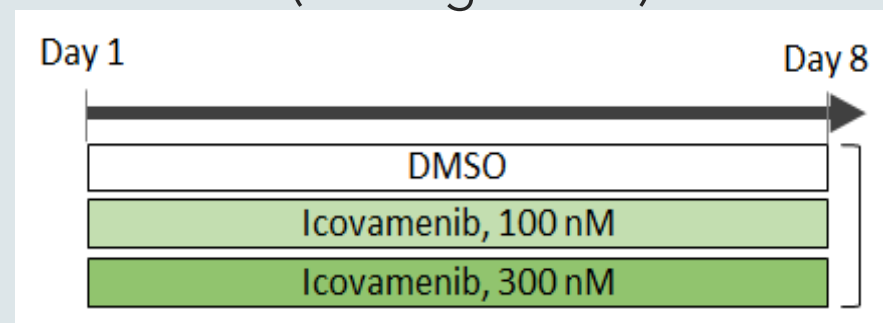 Day 1
Day 8
DMSO
Icovamenib, 100 nM
Icovamenib, 300 nM